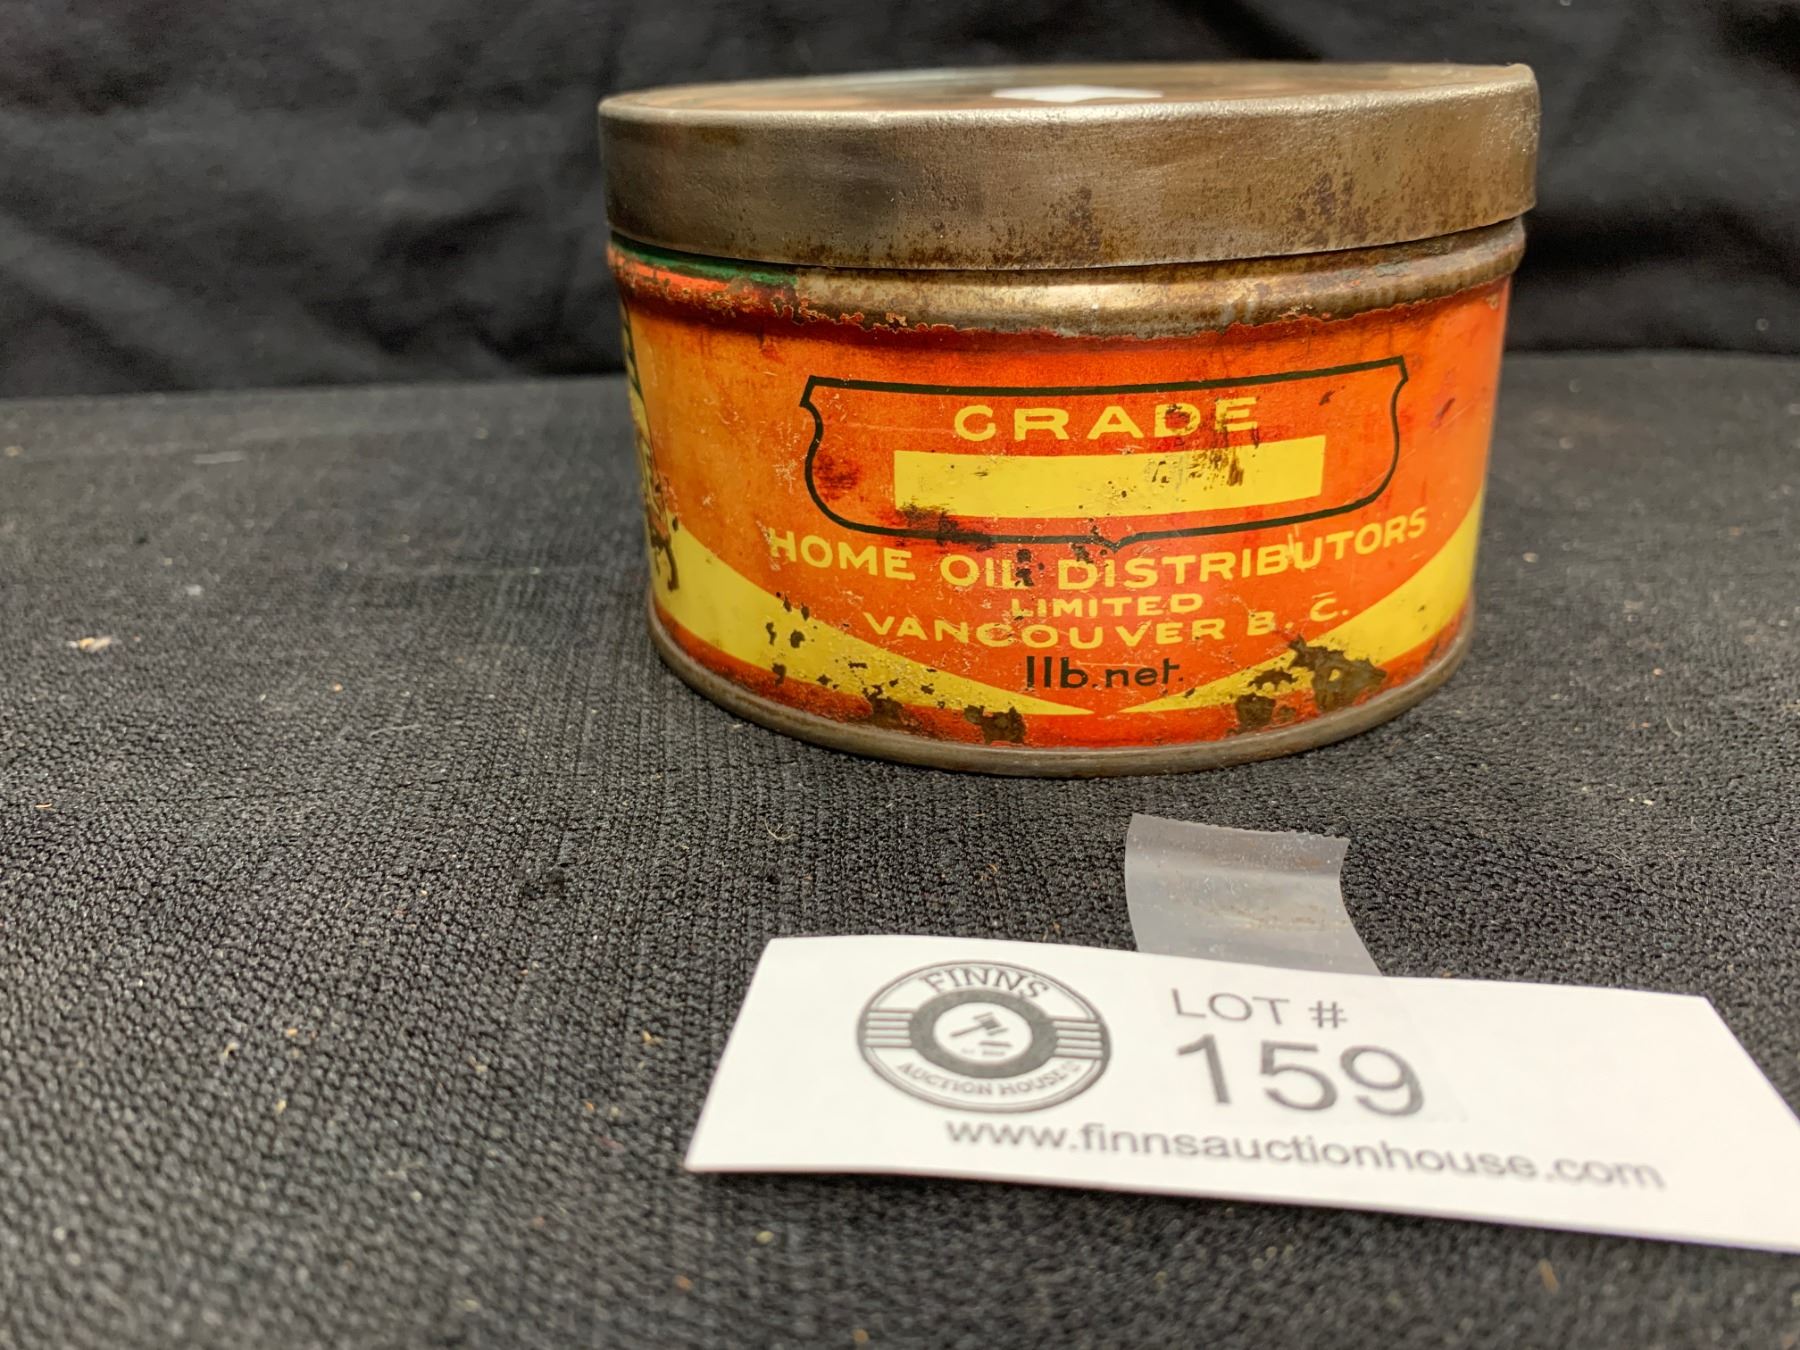 GRADE
HOME OIL DISTRIBUTORS
LIMITED
VANCOUVER B. C.
1lb. net.
FINNS
AUCTION HOUSE
LOT #
159
www.finnsauctionhouse.com